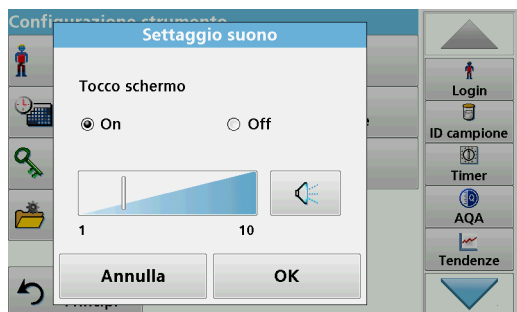 Configurazione strumento
Settaggio suono
Tocco schermo
On
Off
1
10
Annulla
OK
Login
ID campione
Timer
AQA
Tendenze